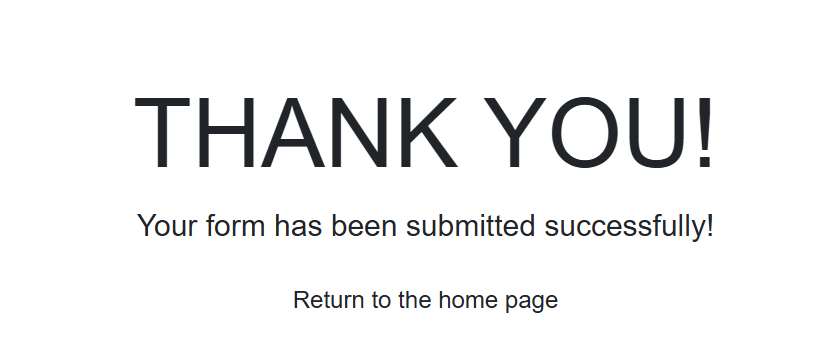 THANK YOU!
Your form has been submitted successfully!
Return to the home page